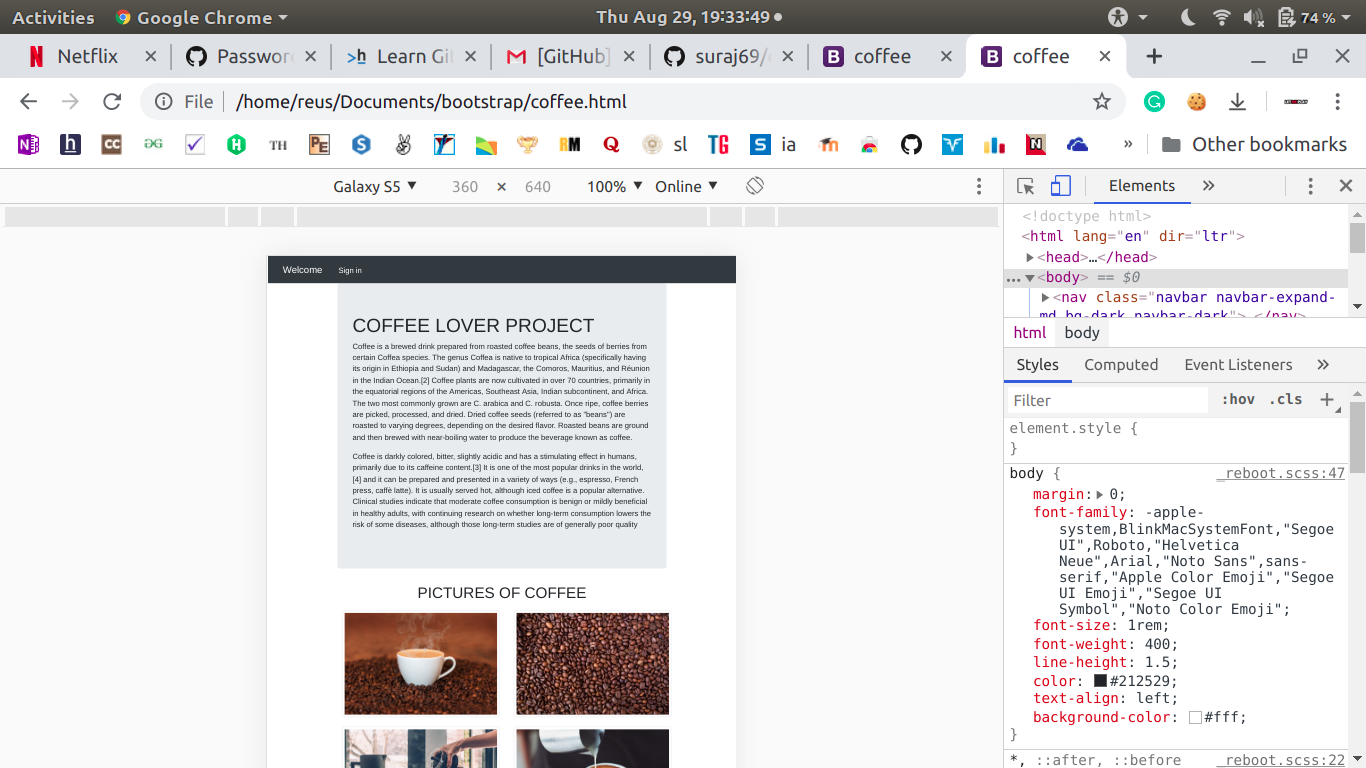 Activities Google Chrome Thu Aug 29, 19:33:49 74 %
Netflix Passwor [GitHub] suraj69/ coffee coffee
Learn Gi
File /home/reus/Documents/bootstrap/coffee.html
CC TH PE S RM Q sl TG S ia Other bookmarks
Galaxy S5 360 × 640 100% Online
Elements
<!doctype html>
<html lang="en" dir="ltr">
<head>…</head>
<body> == $0
<nav class="navbar navbar-expand-
md bg-dark navbar-dark"> </nav>
html body
Styles Computed Event Listeners
Filter :hov .cls
element.style {
}
body { _reboot.scss:47
margin: 0;
font-family: -apple-
system,BlinkMacSystemFont,"Segoe
UI",Roboto,"Helvetica
Neue",Arial,"Noto Sans",sans-
serif,"Apple Color Emoji","Segoe
UI Emoji","Segoe UI
Symbol","Noto Color Emoji";
font-size: 1rem;
font-weight: 400;
line-height: 1.5;
color: #212529;
text-align: left;
background-color: #fff;
}
*, ::after, ::before _reboot.scss:22
Welcome Sign in
COFFEE LOVER PROJECT
Coffee is a brewed drink prepared from roasted coffee beans, the seeds of berries from
certain Coffea species. The genus Coffea is native to tropical Africa (specifically having
its origin in Ethiopia and Sudan) and Madagascar, the Comoros, Mauritius, and Réunion
in the Indian Ocean.[2] Coffee plants are now cultivated in over 70 countries, primarily in
the equatorial regions of the Americas, Southeast Asia, Indian subcontinent, and Africa.
The two most commonly grown are C. arabica and C. robusta. Once ripe, coffee berries
are picked, processed, and dried. Dried coffee seeds (referred to as "beans") are
roasted to varying degrees, depending on the desired flavor. Roasted beans are ground
and then brewed with near-boiling water to produce the beverage known as coffee.
Coffee is darkly colored, bitter, slightly acidic and has a stimulating effect in humans,
primarily due to its caffeine content.[3] It is one of the most popular drinks in the world,
[4] and it can be prepared and presented in a variety of ways (e.g., espresso, French
press, caffè latte). It is usually served hot, although iced coffee is a popular alternative.
Clinical studies indicate that moderate coffee consumption is benign or mildly beneficial
in healthy adults, with continuing research on whether long-term consumption lowers the
risk of some diseases, although those long-term studies are of generally poor quality
PICTURES OF COFFEE